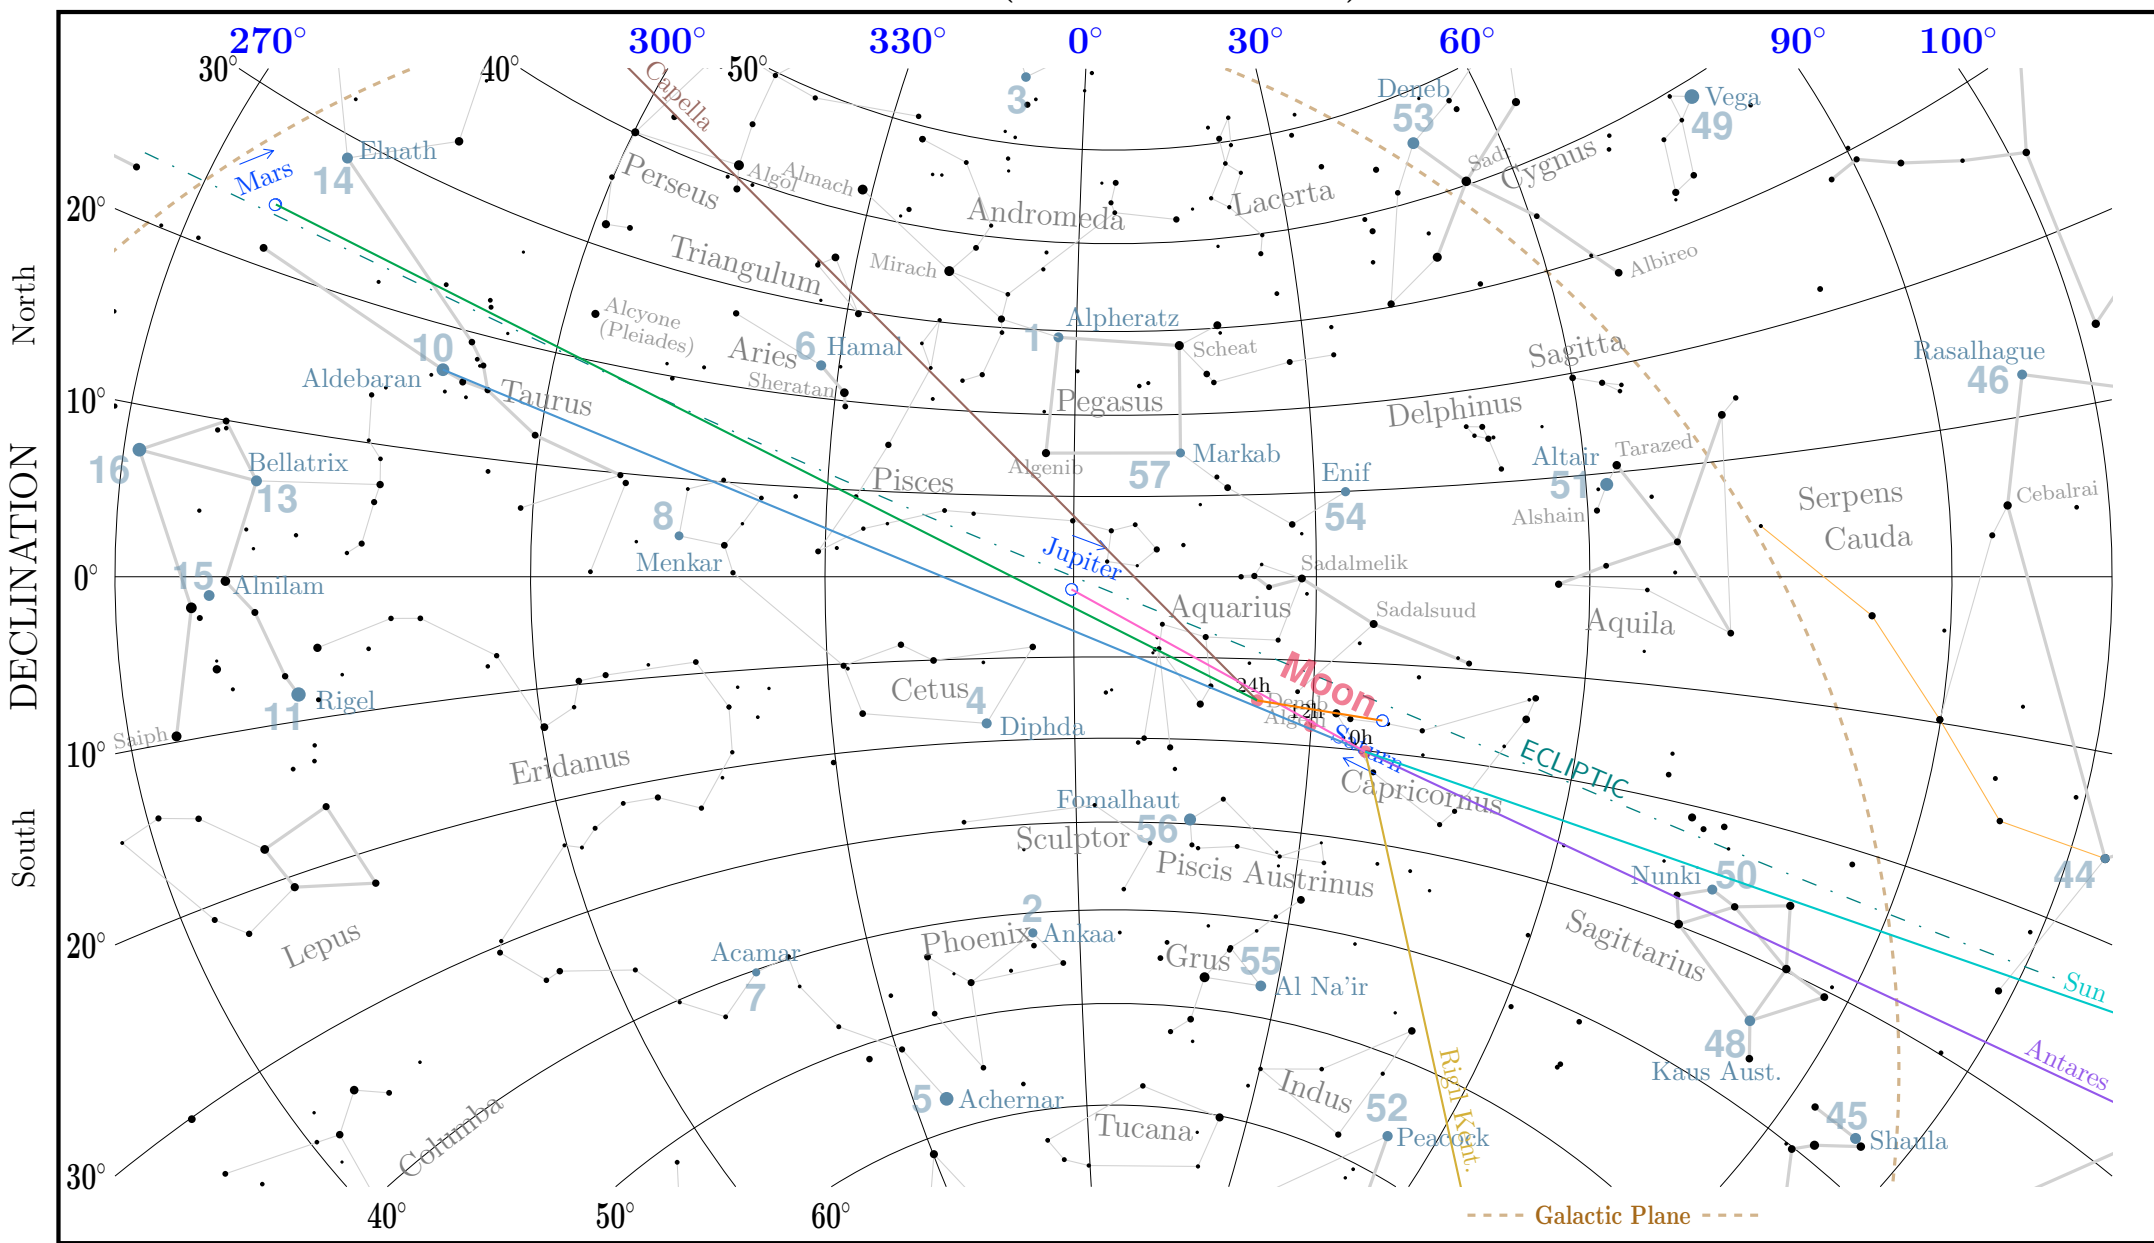 270° 300° 330° 0° 30° 60° 90° 100°
30° 40° 50°
Capella
3
Deneb
53
Vega
49
Elnath
14
Mars
Perseus
Algol
Almach
Andromeda
Lacerta
Sadr
Cygnus
20°
Triangulum
Mirach
Albireo
North
Alcyone
(Pleiades)
Aries
6
Hamal
Sheratan
1
Alpheratz
Scheat
Sagitta
Rasalhague
46
10
Aldebaran
Taurus
10°
Pegasus
Delphinus
16
Bellatrix
13
Pisces
Algenib
57
Markab
Enif
54
Altair
Tarazed
51
Alshain
Serpens
Cauda
Cebalrai
DECLINATION
8
Menkar
Jupiter
Sadalmelik
0°
15
Alnilam
Aquarius
Sadalsuud
Aquila
Moon
24h
Deneb
Algedi
12h
0h
Saturn
Rigel
11
Saiph
Cetus
4
Diphda
10°
Eridanus
Capricornus
ECLIPTIC
South
Fomalhaut
56
Sculptor
Piscis Austrinus
Nunki
50
44
20°
Lepus
Acamar
7
2
Phoenix
Ankaa
Grus
55
Al Na'ir
Sagittarius
Sun
48
Kaus Aust.
Antares
Rigil Kent.
5
Achernar
Columba
Tucana
Indus
52
Peacock
45
Shaula
30°
40° 50° 60°
Galactic Plane